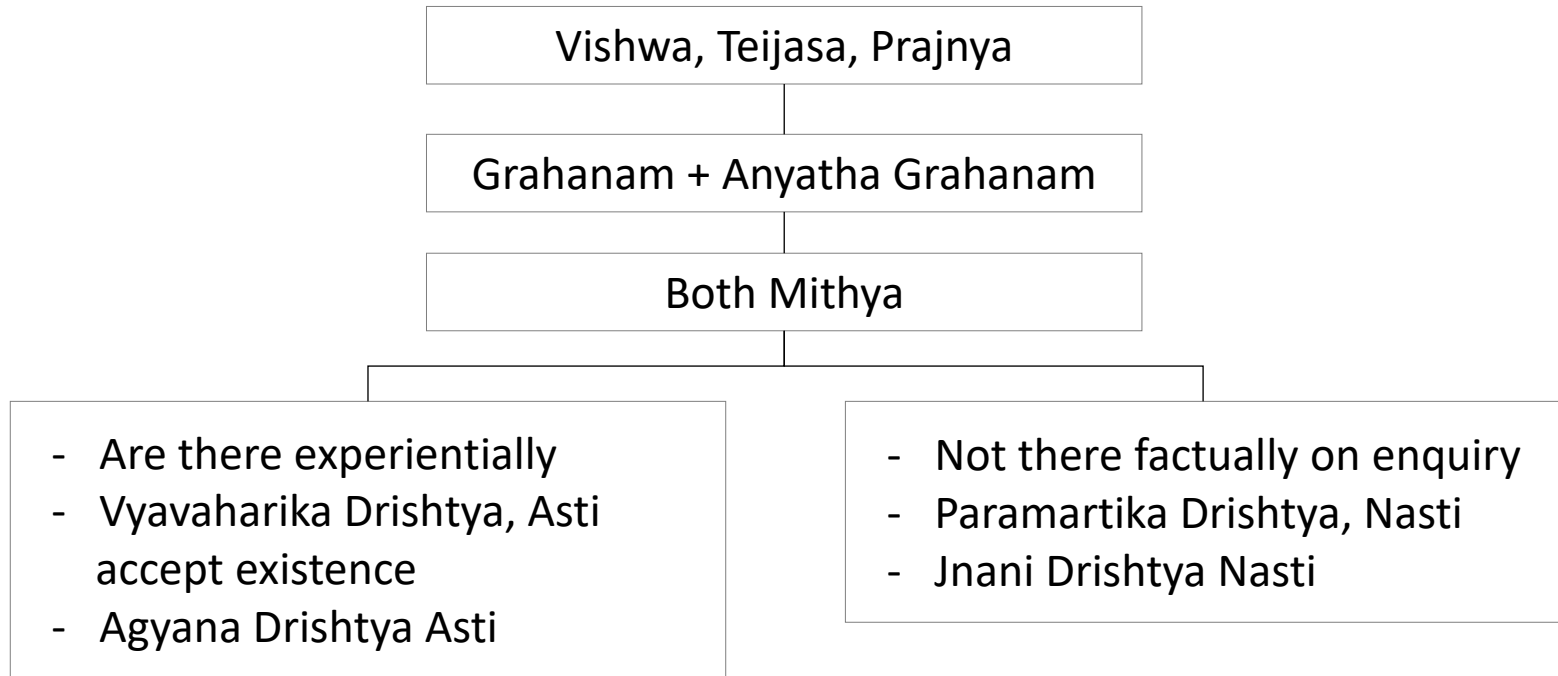 Vishwa, Teijasa, Prajnya
Grahanam + Anyatha Grahanam
Both Mithya
- Are there experientially
- Vyavaharika Drishtya, Asti
accept existence
- Agyana Drishtya Asti
- Not there factually on enquiry
- Paramartika Drishtya, Nasti
- Jnani Drishtya Nasti